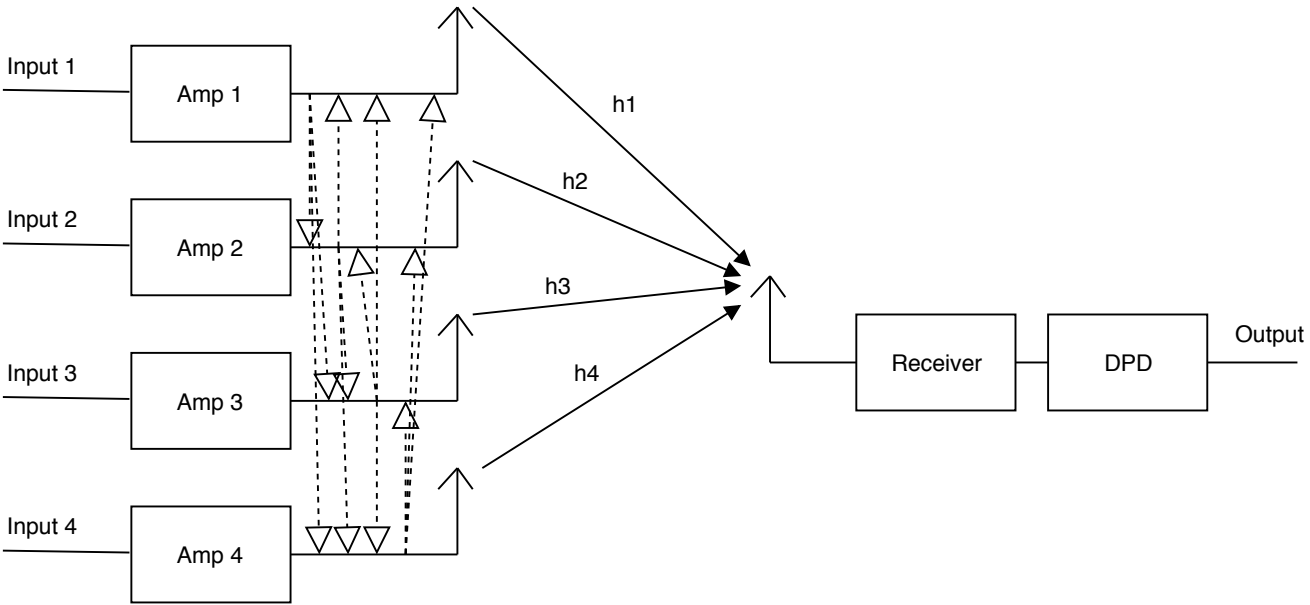 Input 1
Amp 1
h1
Input 2
Amp 2
h2
Input 3
Amp 3
h3
Input 4
Amp 4
h4
Receiver
DPD
Output